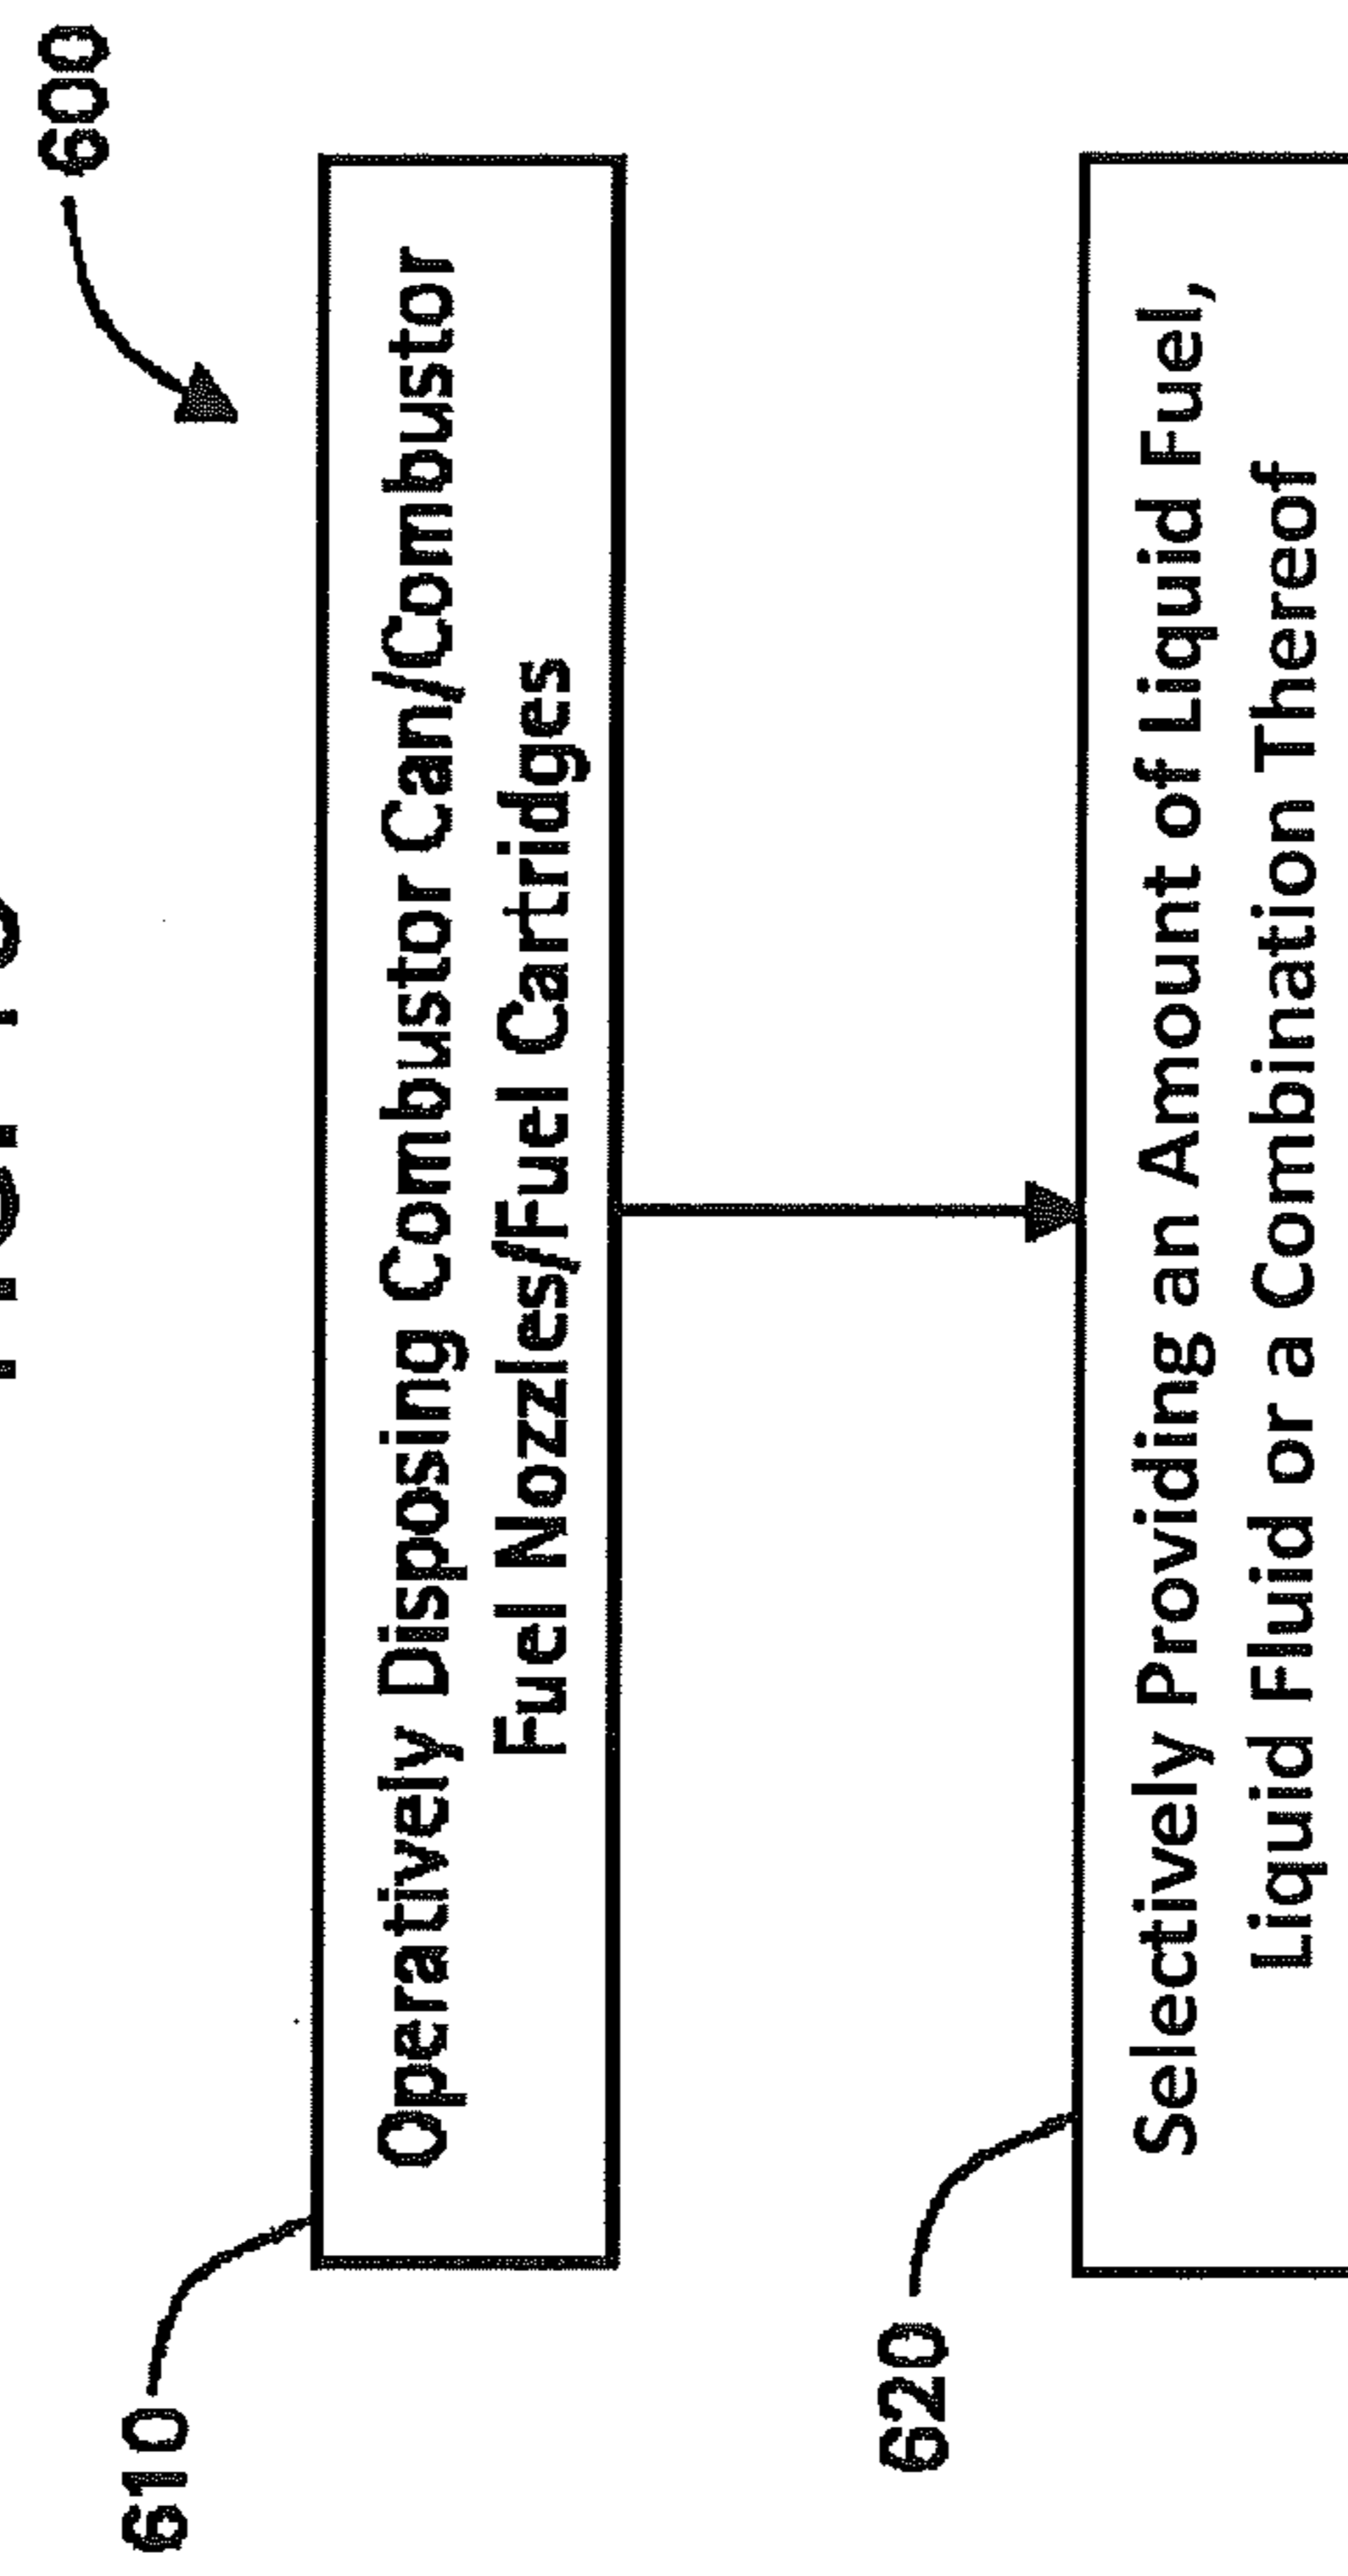 600
610
Operatively Disposing Combustor Can/Combustor
Fuel Nozzles/Fuel Cartridges
620
Selectively Providing an Amount of Liquid Fuel,
Liquid Fluid or a Combination Thereof